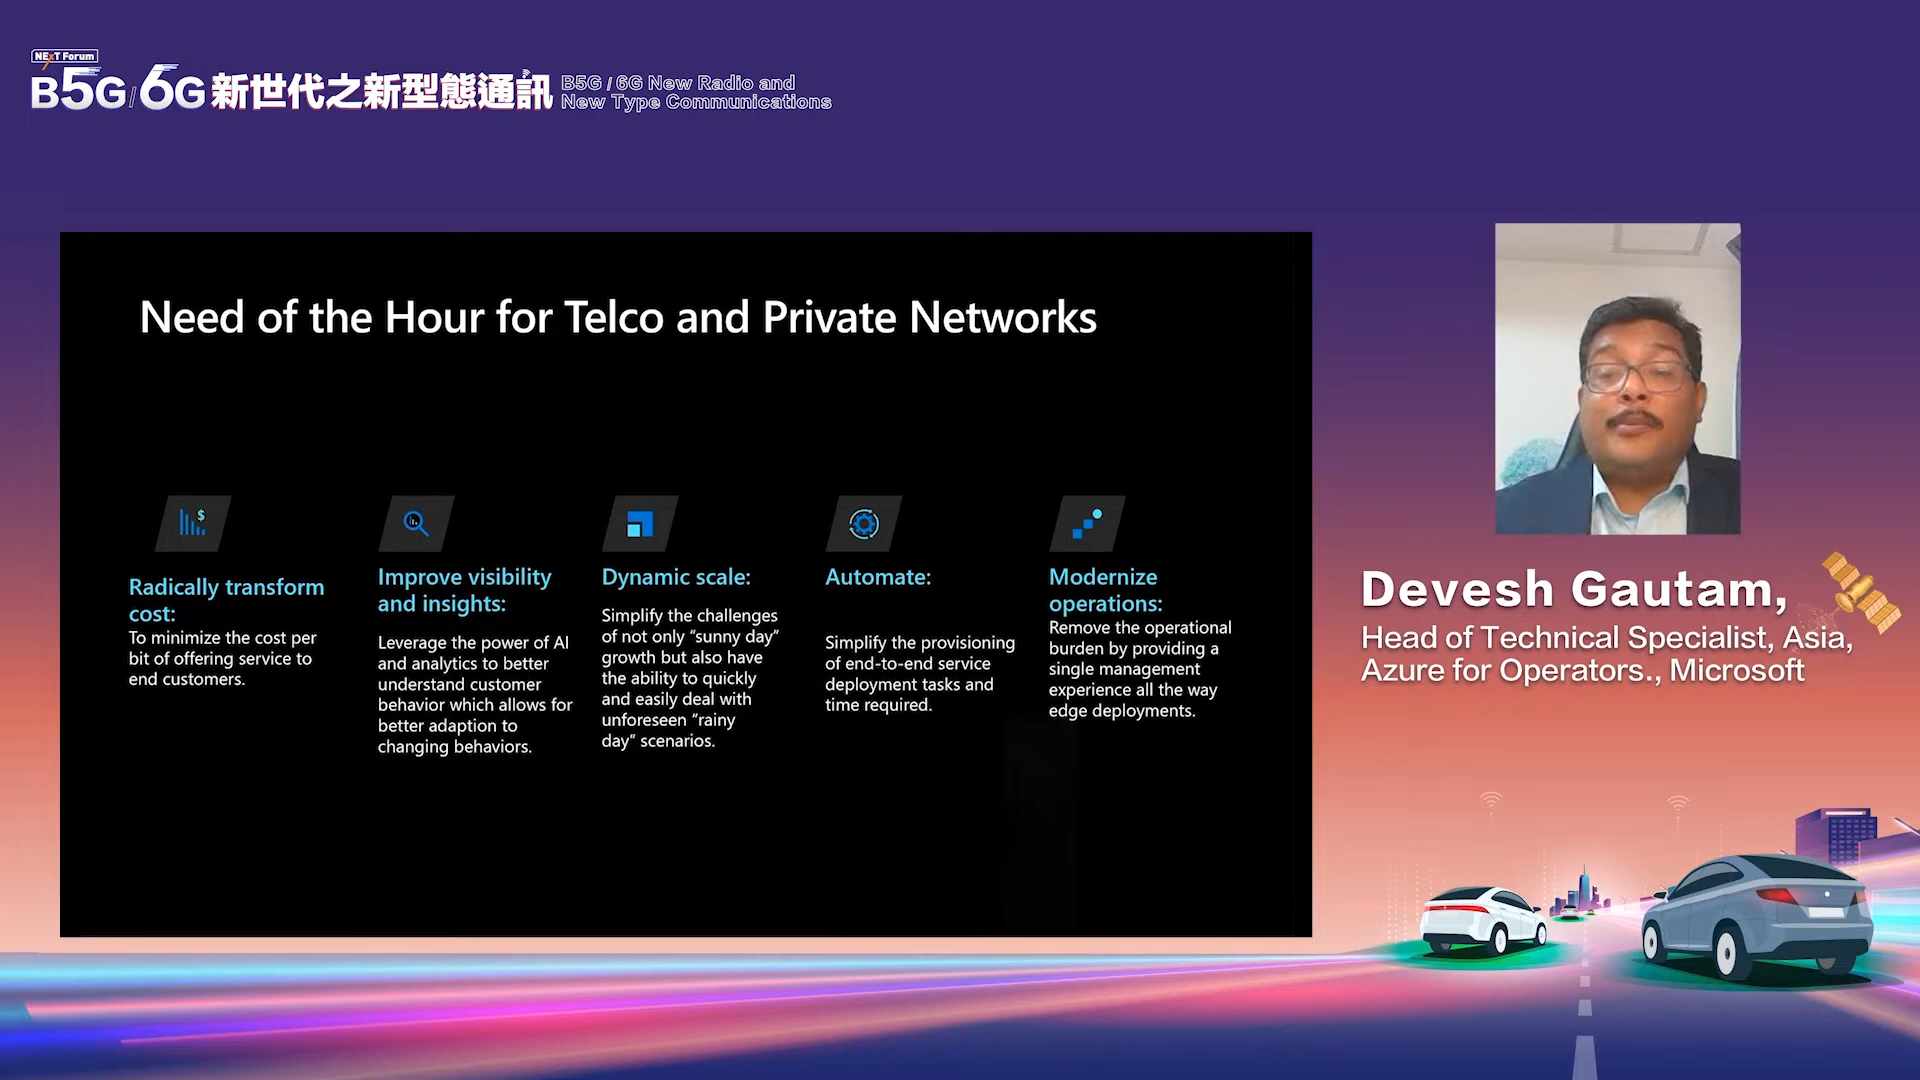 NExT Forum
B5G/6G新世代之新型態通訊
B5G / 6G New Radio and
New Type Communications
Need of the Hour for Telco and Private Networks
Radically transform
cost:
To minimize the cost per
bit of offering service to
end customers.
Improve visibility
and insights:
Leverage the power of AI
and analytics to better
understand customer
behavior which allows for
better adaption to
changing behaviors.
Dynamic scale:
Simplify the challenges
of not only “sunny day”
growth but also have
the ability to quickly
and easily deal with
unforeseen “rainy
day” scenarios.
Automate:
Simplify the provisioning
of end-to-end service
deployment tasks and
time required.
Modernize
operations:
Remove the operational
burden by providing a
single management
experience all the way
edge deployments.
Devesh Gautam,
Head of Technical Specialist, Asia,
Azure for Operators., Microsoft